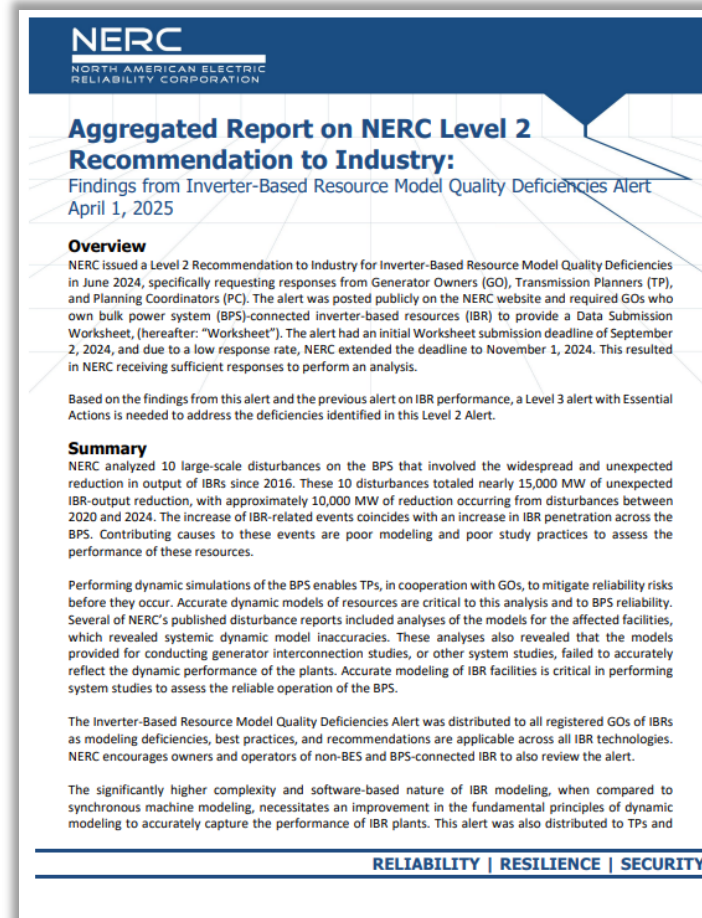 NERC
NORTH AMERICAN ELECTRIC
RELIABILITY CORPORATION
Aggregated Report on NERC Level 2
Recommendation to Industry:
Findings from Inverter-Based Resource Model Quality Deficiencies Alert
April 1, 2025
Overview
NERC issued a Level 2 Recommendation to Industry for Inverter-Based Resource Model Quality Deficiencies
in June 2024, specifically requesting responses from Generator Owners (GO), Transmission Planners (TP),
and Planning Coordinators (PC). The alert was posted publicly on the NERC website and required GOs who
own bulk power system (BPS)-connected inverter-based resources (IBR) to provide a Data Submission
Worksheet, (hereafter: “Worksheet”). The alert had an initial Worksheet submission deadline of September
2, 2024, and due to a low response rate, NERC extended the deadline to November 1, 2024. This resulted
in NERC receiving sufficient responses to perform an analysis.
Based on the findings from this alert and the previous alert on IBR performance, a Level 3 alert with Essential
Actions is needed to address the deficiencies identified in this Level 2 Alert.
Summary
NERC analyzed 10 large-scale disturbances on the BPS that involved the widespread and unexpected
reduction in output of IBRs since 2016. These 10 disturbances totaled nearly 15,000 MW of unexpected
IBR-output reduction, with approximately 10,000 MW of reduction occurring from disturbances between
2020 and 2024. The increase of IBR-related events coincides with an increase in IBR penetration across the
BPS. Contributing causes to these events are poor modeling and poor study practices to assess the
performance of these resources.
Performing dynamic simulations of the BPS enables TPs, in cooperation with GOs, to mitigate reliability risks
before they occur. Accurate dynamic models of resources are critical to this analysis and to BPS reliability.
Several of NERC’s published disturbance reports included analyses of the models for the affected facilities,
which revealed systemic dynamic model inaccuracies. These analyses also revealed that the models
provided for conducting generator interconnection studies, or other system studies, failed to accurately
reflect the dynamic performance of the plants. Accurate modeling of IBR facilities is critical in performing
system studies to assess the reliable operation of the BPS.
The Inverter-Based Resource Model Quality Deficiencies Alert was distributed to all registered GOs of IBRs
as modeling deficiencies, best practices, and recommendations are applicable across all IBR technologies.
NERC encourages owners and operators of non-BES and BPS-connected IBR to also review the alert.
The significantly higher complexity and software-based nature of IBR modeling, when compared to
synchronous machine modeling, necessitates an improvement in the fundamental principles of dynamic
modeling to accurately capture the performance of IBR plants. This alert was also distributed to TPs and
RELIABILITY | RESILIENCE | SECURITY